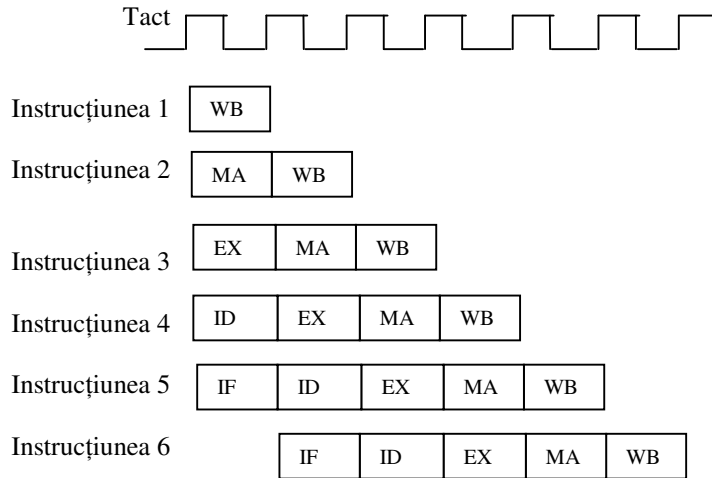 Tact
Instrucțiunea 1 WB
Instrucțiunea 2 MA WB
Instrucțiunea 3 EX MA WB
Instrucțiunea 4 ID EX MA WB
Instrucțiunea 5 IF ID EX MA WB
Instrucțiunea 6 IF ID EX MA WB